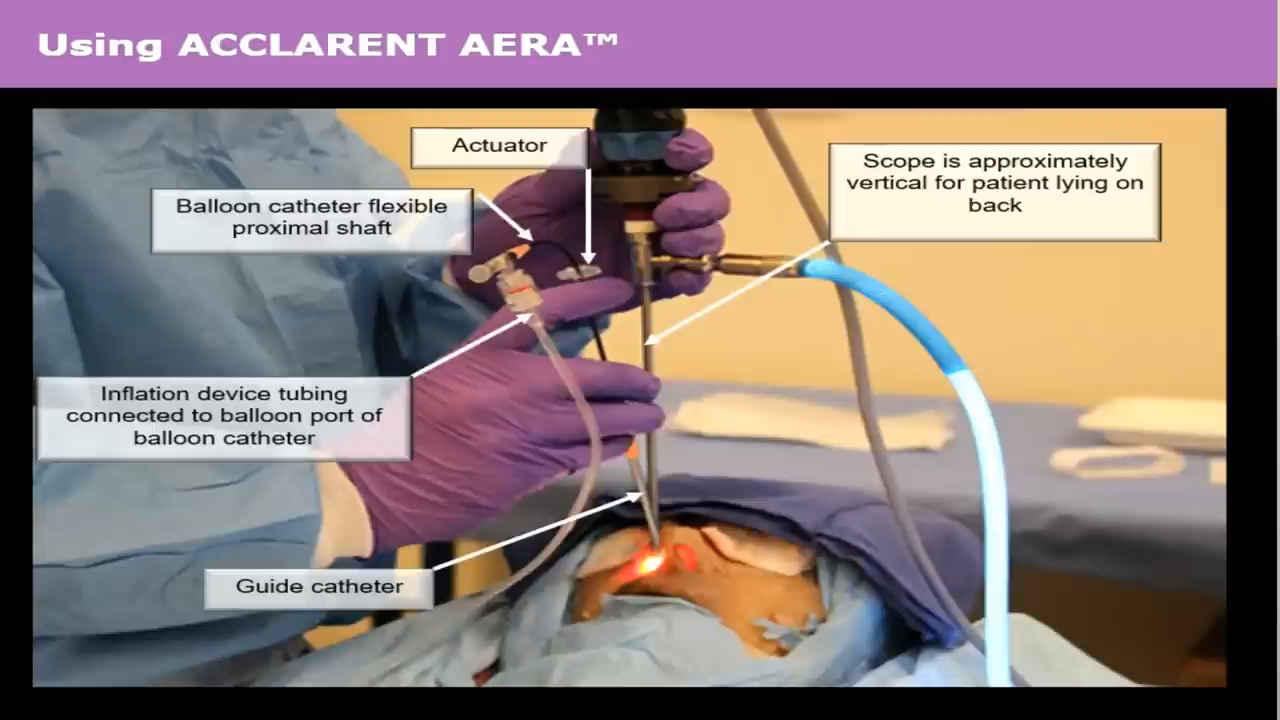 Using ACCLARENT AERA™
Actuator
Scope is approximately
vertical for patient lying on
back
Balloon catheter flexible
proximal shaft
Inflation device tubing
connected to balloon port of
balloon catheter
Guide catheter